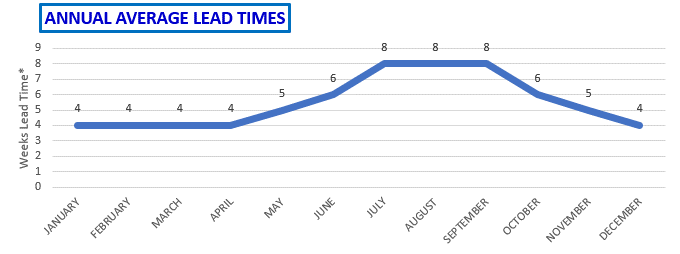 ANNUAL AVERAGE LEAD TIMES
9
8
7
6
5
4
3
2
1
0
Weeks Lead Time*
4 4 4 4 5 6 8 8 8 6 5 4
JANUARY FEBRUARY MARCH APRIL MAY JUNE JULY AUGUST SEPTEMBER OCTOBER NOVEMBER DECEMBER